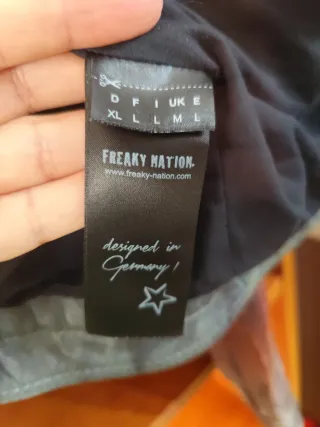 D F I UK E
XL L L M L
FREAKY NATION.
www.freaky-nation.com
designed in
Germany!